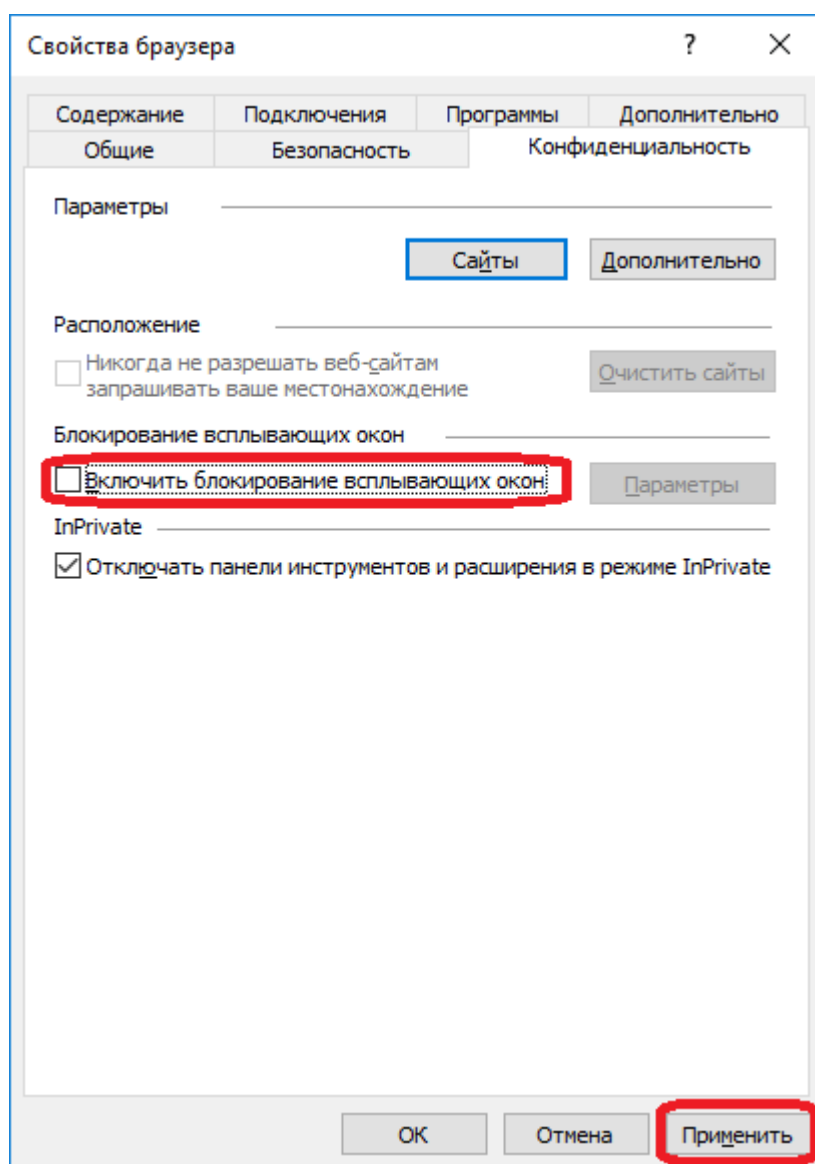 Свойства браузера ?
Содержание Подключения Программы Дополнительно
Общие Безопасность Конфиденциальность
Параметры
Сайты Дополнительно
Расположение
Никогда не разрешать веб-сайтам
запрашивать ваше местонахождение
Очистить сайты
Блокирование всплывающих окон
Включить блокирование всплывающих окон Параметры
InPrivate
Отключать панели инструментов и расширения в режиме InPrivate
ОК Отмена Применить